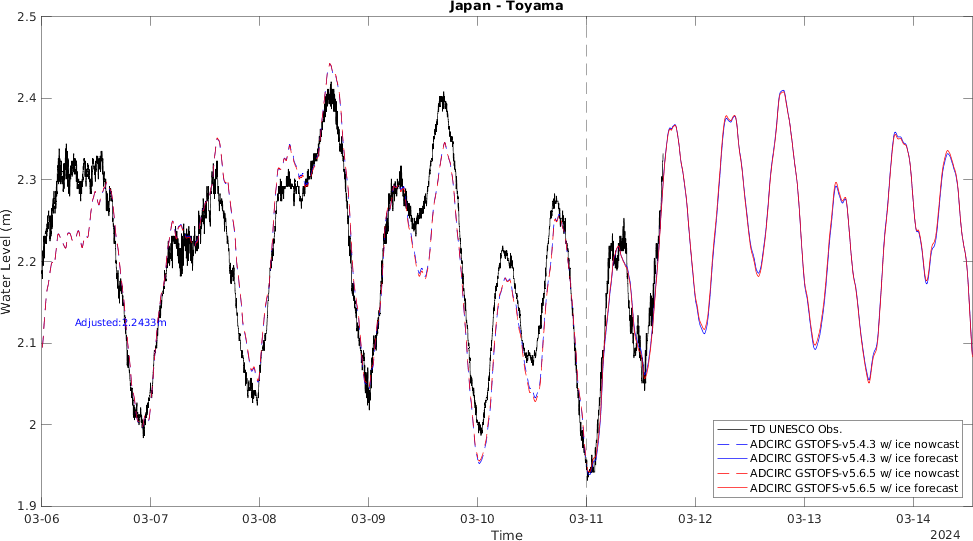 Japan - Toyama
Water Level (m)
2.5
2.4
2.3
2.2
2.1
2
1.9
Adjusted:2.2433m
TD UNESCO Obs.
ADCIRC GSTOFS-v5.4.3 w/ ice nowcast
ADCIRC GSTOFS-v5.4.3 w/ ice forecast
ADCIRC GSTOFS-v5.6.5 w/ ice nowcast
ADCIRC GSTOFS-v5.6.5 w/ ice forecast
03-06 03-07 03-08 03-09 03-10 03-11 03-12 03-13 03-14
Time
2024